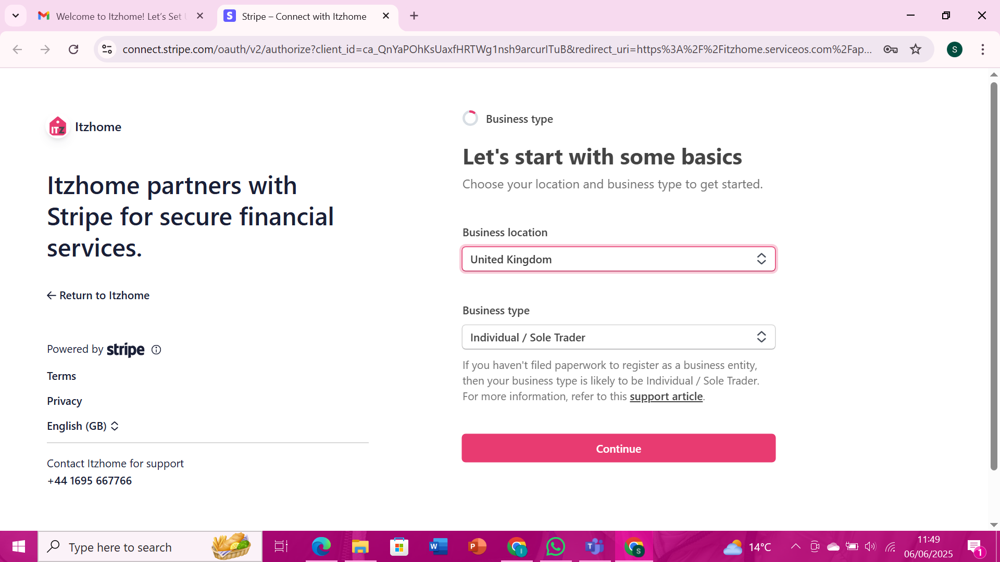 Welcome to Itzhome! Let's Set
Stripe – Connect with Itzhome
connect.stripe.com/oauth/v2/authorize?client_id=ca_QnYaPOhKsUaxfHRTWg1nsh9arcurITuB&redirect_uri=https%3A%2F%2Fitzhome.serviceos.com%2Fap...
S
ITZ
Itzhome
Itzhome partners with
Stripe for secure financial
services.
← Return to Itzhome
Powered by stripe
Terms
Privacy
English (GB)
Contact Itzhome for support
+44 1695 667766
Business type
Let's start with some basics
Choose your location and business type to get started.
Business location
United Kingdom
Business type
Individual / Sole Trader
If you haven't filed paperwork to register as a business entity,
then your business type is likely to be Individual / Sole Trader.
For more information, refer to this support article.
Continue
Type here to search
14°C
11:49
06/06/2025
1